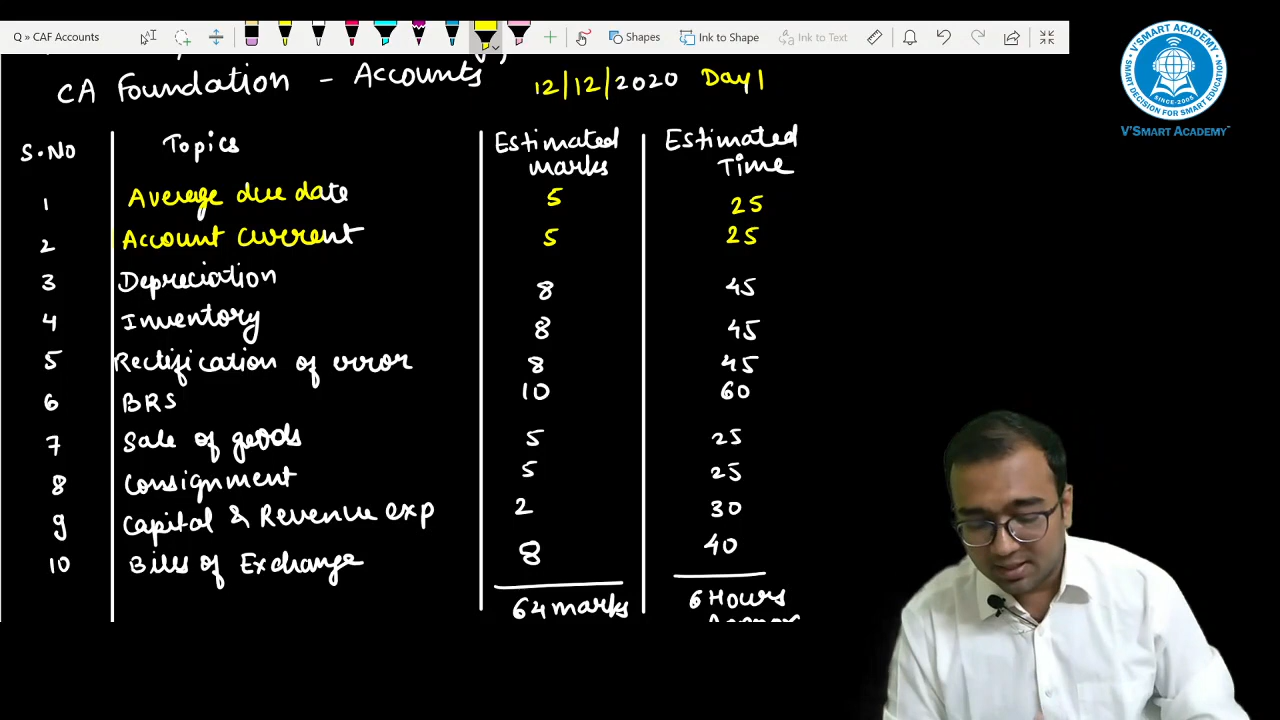 Q » CAF Accounts
Shapes
Ink to Shape
Ink to Text
CA Foundation - Accounts 12/12/2020 Day 1
S.No Topics Estimated marks Estimated Time
1 Average due date 5 25
2 Account Current 5 25
3 Depreciation 8 45
4 Inventory 8 45
5 Rectification of error 8 45
6 BRS 10 60
7 Sale of goods 5 25
8 Consignment 5 25
9 Capital & Revenue exp 2 30
10 Bills of Exchange 8 40
64 marks 6 Hours
V'SMART ACADEMY
SMART DECISION FOR SMART EDUCATION
SINCE-2005
V'SMART ACADEMY